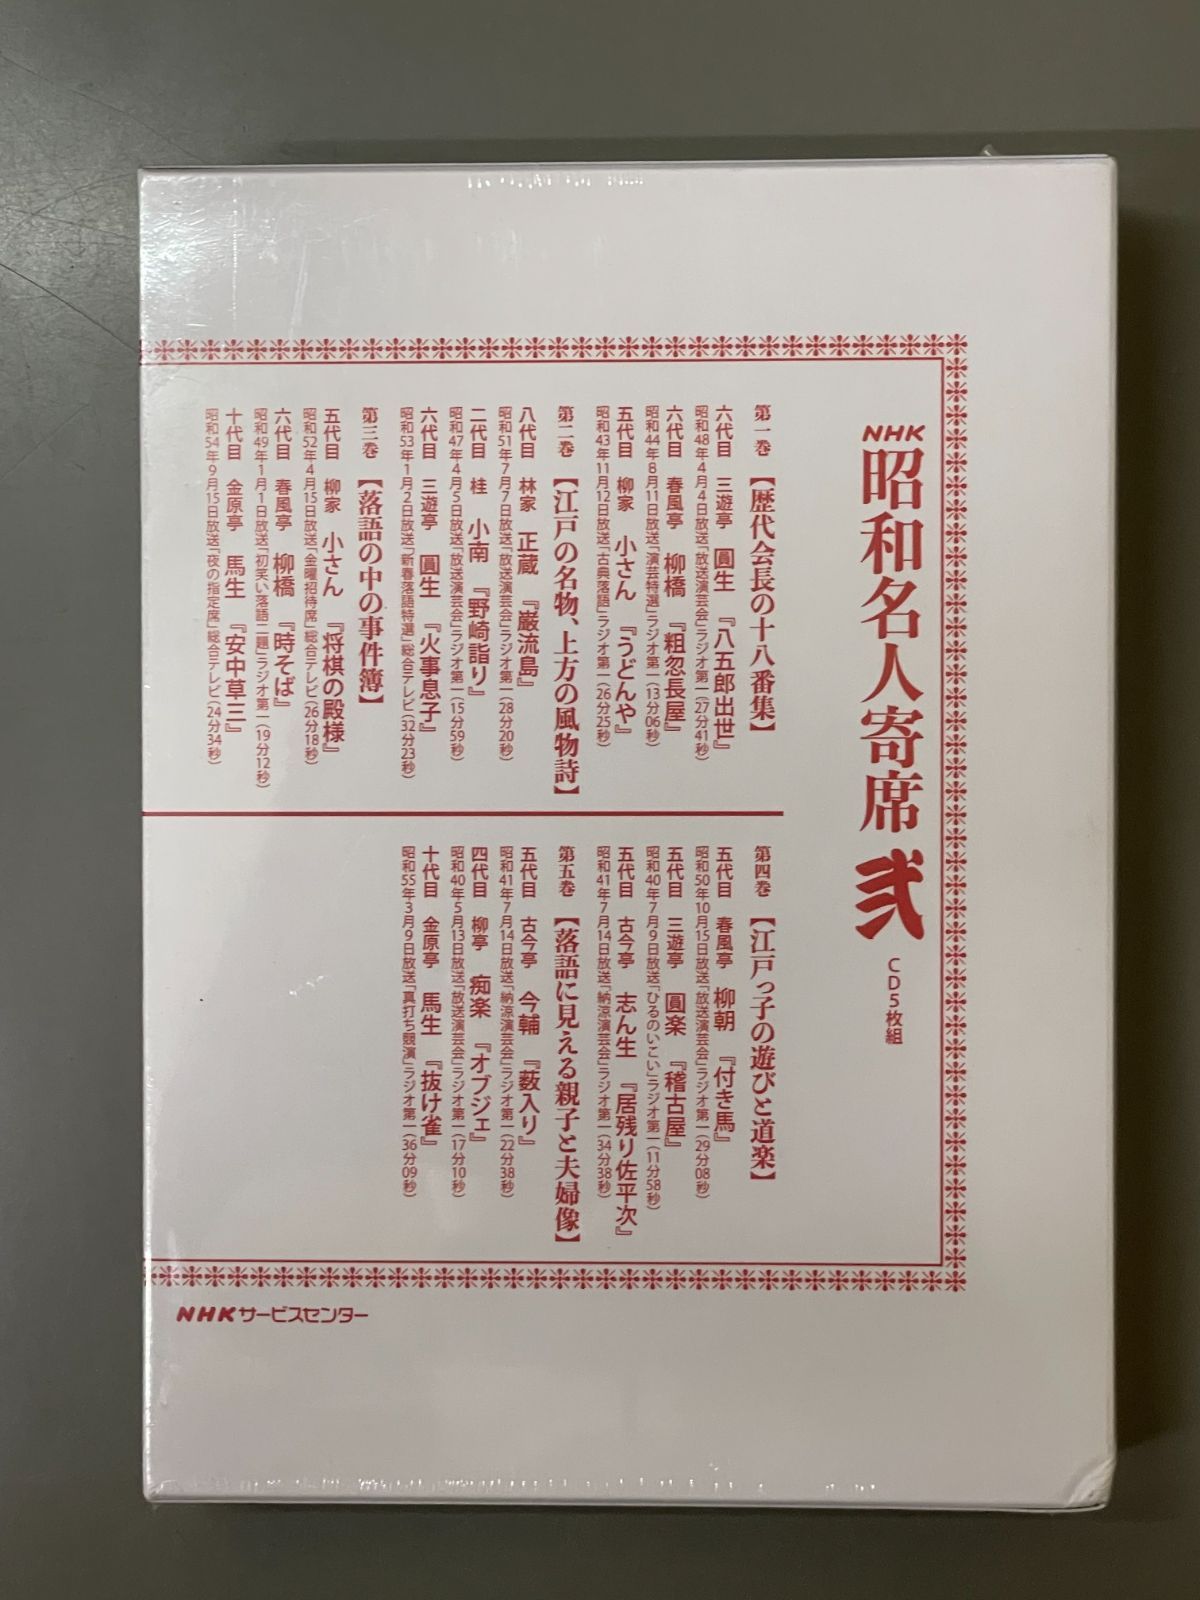 NHK 昭和名人寄席 弐 CD5枚組
第一巻 【歴代会長の十八番集】
六代目 三遊亭 圓生 『八五郎出世』
昭和48年4月4日放送「放送演芸会」ラジオ第一(27分41秒)
六代目 春風亭 柳橋 『粗忽長屋』
昭和44年8月11日放送「演芸特選」ラジオ第一(13分06秒)
五代目 柳家 小さん 『うどんや』
昭和43年11月12日放送「古典落語」ラジオ第一(26分25秒)
第二巻 【江戸の名物、上方の風物詩】
八代目 林家 正蔵 『巌流島』
昭和51年7月7日放送「放送演芸会」ラジオ第一(28分20秒)
二代目 桂 小南 『野崎詣り』
昭和47年4月5日放送「放送演芸会」ラジオ第一(15分59秒)
六代目 三遊亭 圓生 『火事息子』
昭和53年1月2日放送「新春落語特選」総合テレビ(32分23秒)
第三巻 【落語の中の事件簿】
五代目 柳家 小さん 『将棋の殿様』
昭和52年4月15日放送「金曜招待席」総合テレビ(26分18秒)
六代目 春風亭 柳橋 『時そば』
昭和49年1月1日放送「初笑い落語二題」ラジオ第一(19分12秒)
十代目 金原亭 馬生 『安中草三』
昭和54年9月15日放送「夜の指定席」総合テレビ(24分34秒)
第四巻 【江戸っ子の遊びと道楽】
五代目 春風亭 柳朝 『付き馬』
昭和50年10月15日放送「放送演芸会」ラジオ第一(29分08秒)
五代目 三遊亭 圓楽 『稽古屋』
昭和40年7月9日放送「ひるのいこい」ラジオ第一(11分58秒)
五代目 古今亭 志ん生 『居残り佐平次』
昭和41年7月14日放送「納涼演芸会」ラジオ第一(34分38秒)
第五巻 【落語に見える親子と夫婦像】
五代目 古今亭 今輔 『薮入り』
昭和41年7月14日放送「納涼演芸会」ラジオ第一(22分38秒)
四代目 柳亭 痴楽 『オブジェ』
昭和40年5月13日放送「放送演芸会」ラジオ第一(17分10秒)
十代目 金原亭 馬生 『抜け雀』
昭和55年3月9日放送「真打ち競演」ラジオ第一(36分09秒)
NHKサービスセンター